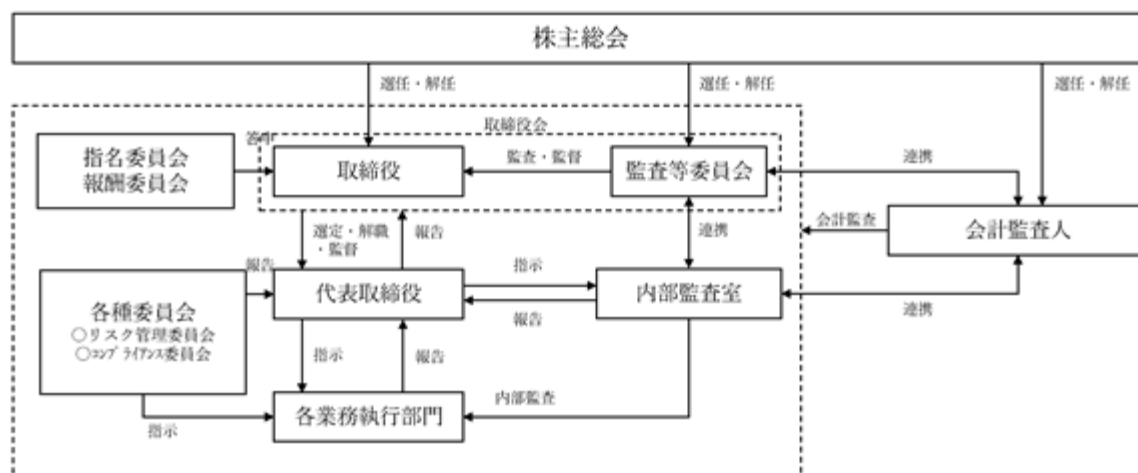 株主総会
選任・解任
選任・解任
選任・解任
取締役会
指名委員会
報酬委員会
取締役
監査・監督
監査等委員会
連携
会計監査
会計監査人
選定・解職
・監督
報告
連携
報告
指示
各種委員会
○リスク管理委員会
○コンプライアンス委員会
代表取締役
内部監査室
報告
連携
指示
報告
内部監査
各業務執行部門
指示